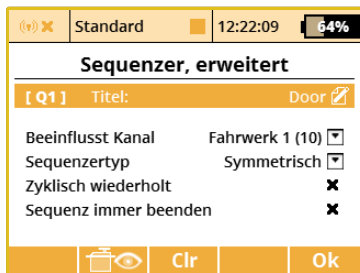 Standard 12:22:09 64%
Sequenzer, erweitert
[ Q1 ] Titel: Door
Beeinflusst Kanal Fahrwerk 1 (10)
Sequenzertyp Symmetrisch
Zyklisch wiederholt
Sequenz immer beenden
Clr Ok